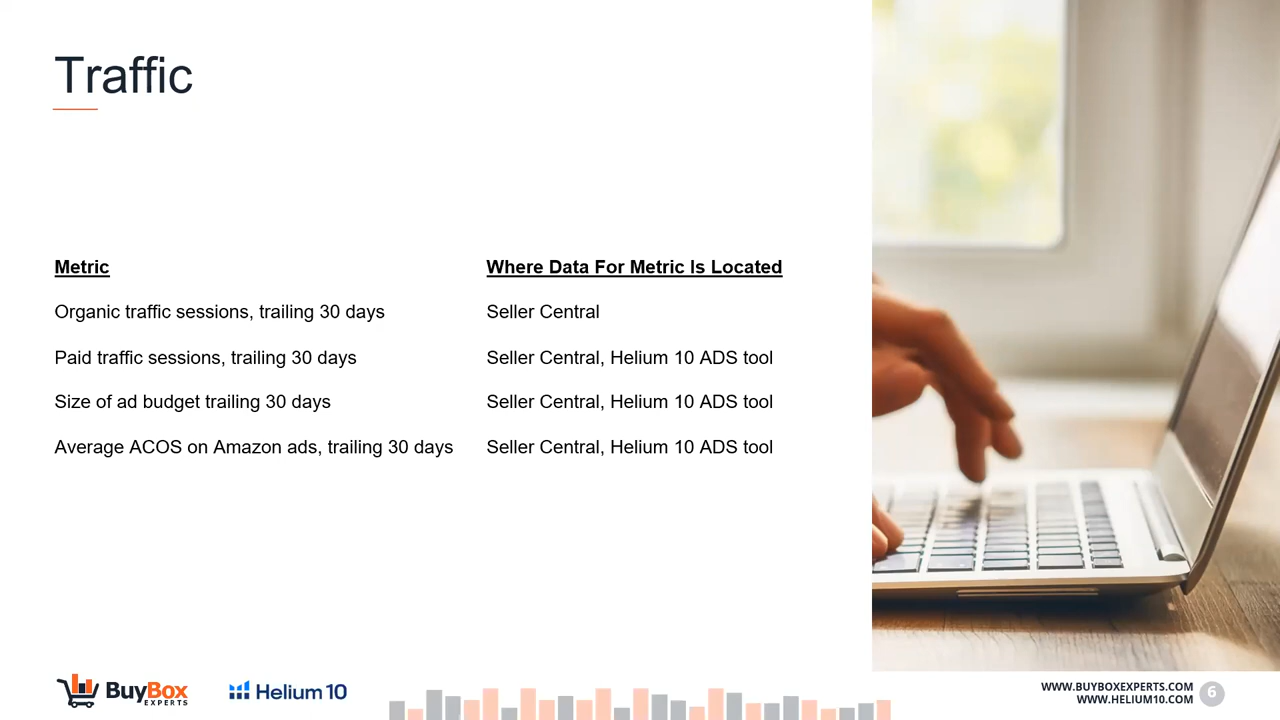 Traffic
Metric
Where Data For Metric Is Located
Organic traffic sessions, trailing 30 days
Seller Central
Paid traffic sessions, trailing 30 days
Seller Central, Helium 10 ADS tool
Size of ad budget trailing 30 days
Seller Central, Helium 10 ADS tool
Average ACOS on Amazon ads, trailing 30 days
Seller Central, Helium 10 ADS tool
BuyBox
EXPERTS
Helium 10
WWW.BUYBOXEXPERTS.COM
WWW.HELIUM10.COM
6